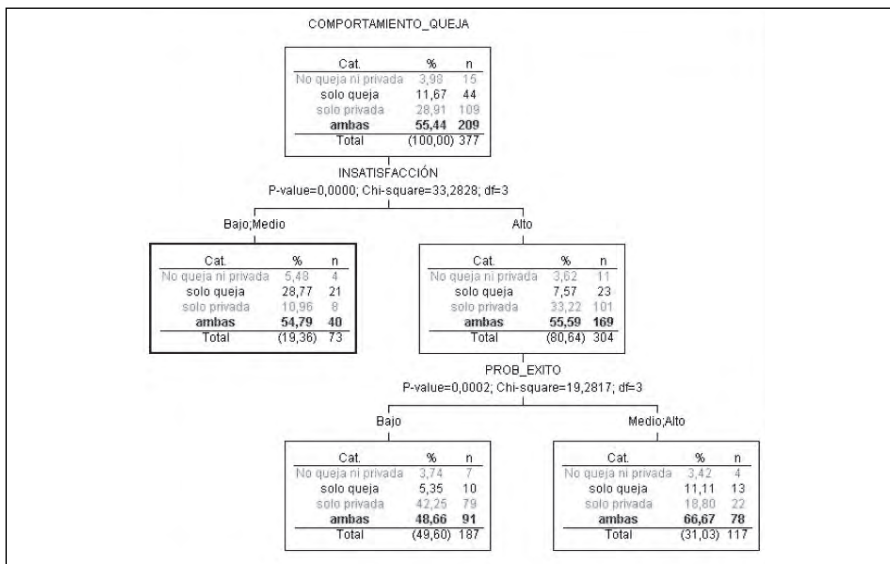 COMPORTAMIENTO_QUEJA
Cat. % n
No queja ni privada 3,98 15
solo queja 11,67 44
solo privada 28,91 109
ambas 55,44 209
Total (100,00) 377
INSATISFACCIÓN
P-value=0,0000; Chi-square=33,2828; df=3
Bajo;Medio
Alto
Cat. % n
No queja ni privada 5,48 4
solo queja 28,77 21
solo privada 10,96 8
ambas 54,79 40
Total (19,36) 73
Cat. % n
No queja ni privada 3,62 11
solo queja 7,57 23
solo privada 33,22 101
ambas 55,59 169
Total (80,64) 304
PROB_EXITO
P-value=0,0002; Chi-square=19,2817; df=3
Bajo
Medio;Alto
Cat. % n
No queja ni privada 3,74 7
solo queja 5,35 10
solo privada 42,25 79
ambas 48,66 91
Total (49,60) 187
Cat. % n
No queja ni privada 3,42 4
solo queja 11,11 13
solo privada 18,80 22
ambas 66,67 78
Total (31,03) 117